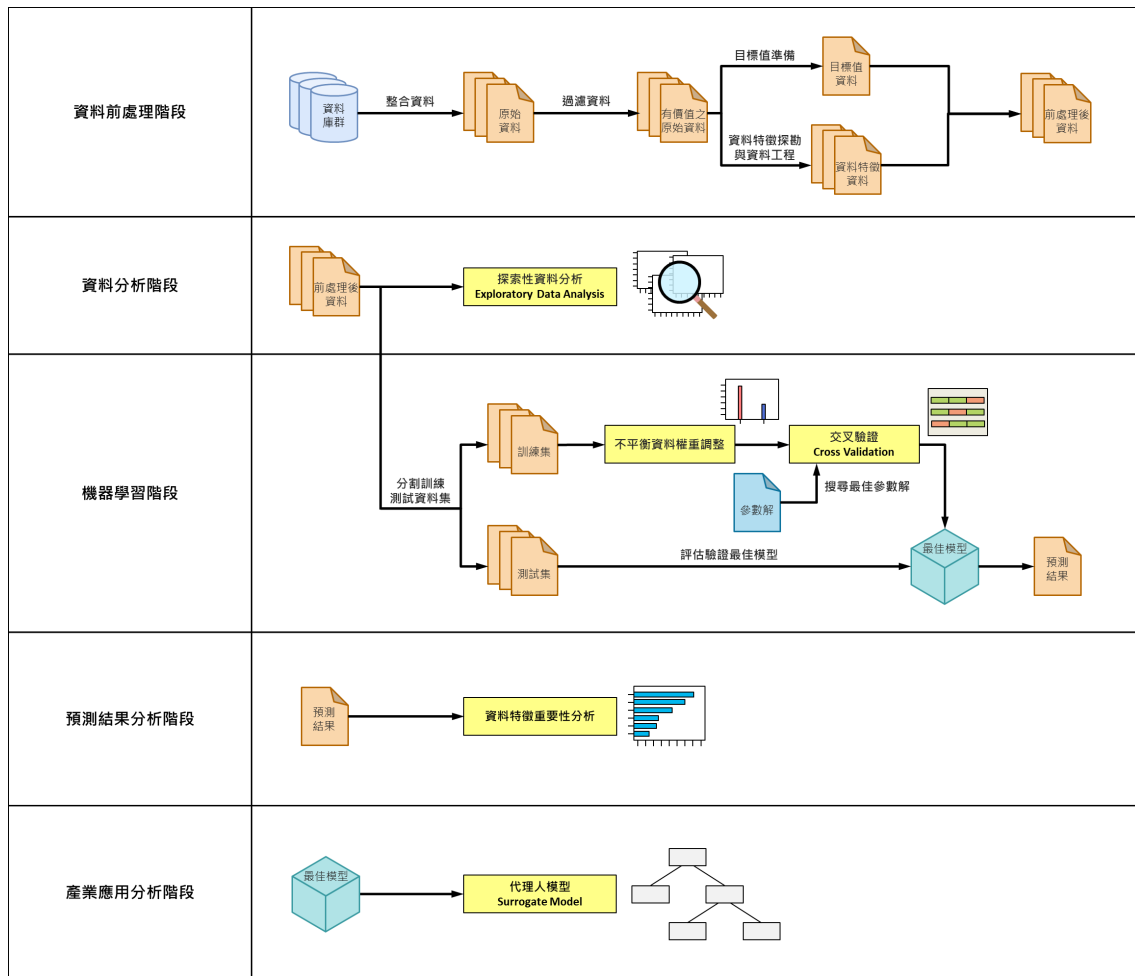 資料前處理階段
資料
庫群
整合資料
原始
資料
過濾資料
有價值之
原始資料
目標值準備
目標值
資料
資料特徵探勘
與資料工程
資料特徵
資料
前處理後
資料
資料分析階段
前處理後
資料
探索性資料分析
Exploratory Data Analysis
機器學習階段
分割訓練
測試資料集
訓練集
不平衡資料權重調整
交叉驗證
Cross Validation
參數解
搜尋最佳參數解
測試集
評估驗證最佳模型
最佳模型
預測
結果
預測結果分析階段
預測
結果
資料特徵重要性分析
產業應用分析階段
最佳模型
代理人模型
Surrogate Model